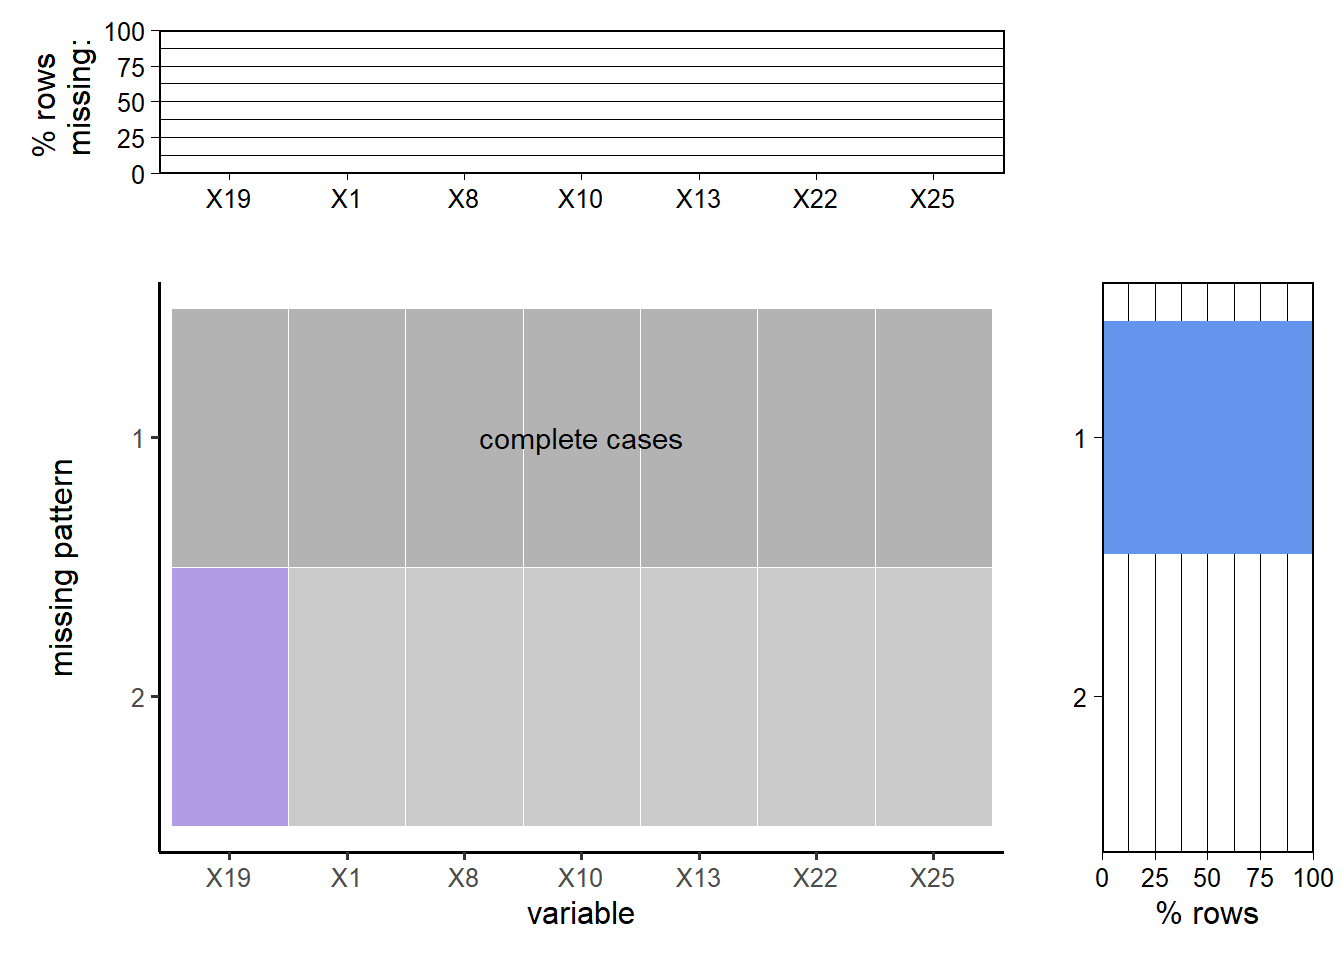 % rows
missing:
100
75
50
25
0
X19 X1 X8 X10 X13 X22 X25
missing pattern
1
2
complete cases
X19 X1 X8 X10 X13 X22 X25
variable
1
2
0 25 50 75 100
% rows